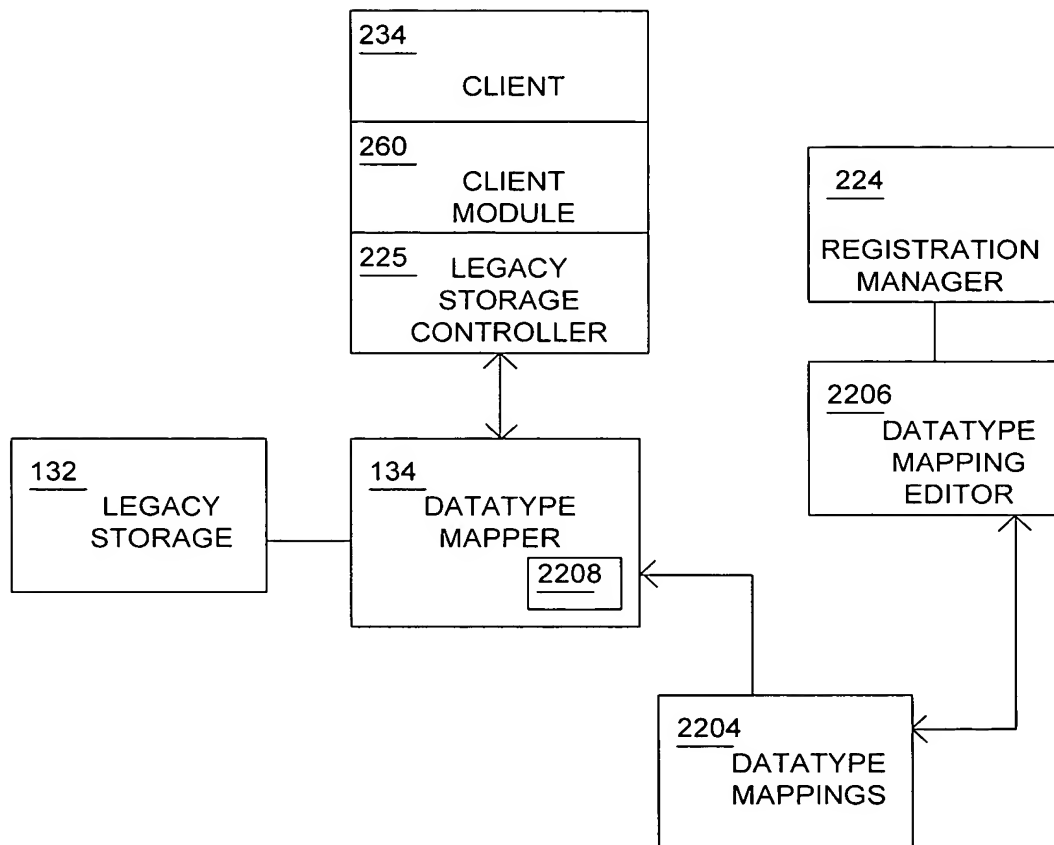 234
CLIENT
260
CLIENT
MODULE
225
LEGACY
STORAGE
CONTROLLER
224
REGISTRATION
MANAGER
2206
DATATYPE
MAPPING
EDITOR
132
LEGACY
STORAGE
134
DATATYPE
MAPPER
2208
2204
DATATYPE
MAPPINGS